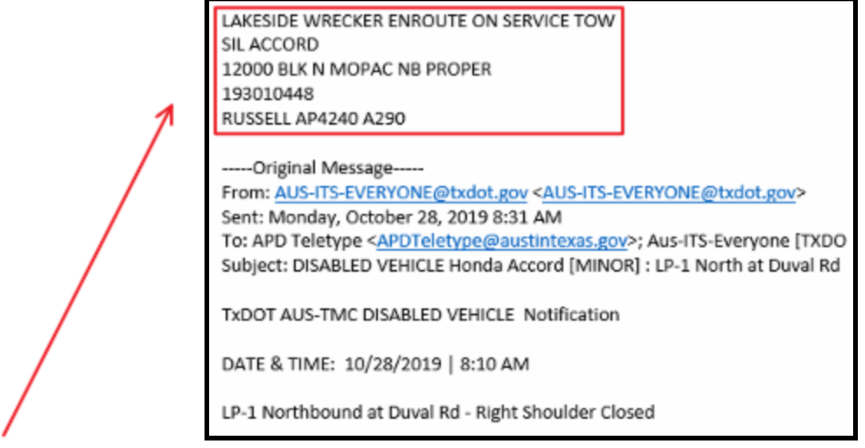 LAKESIDE WRECKER ENROUTE ON SERVICE TOW
SIL ACCORD
12000 BLK N MOPAC NB PROPER
193010448
RUSSELL AP4240 A290
-----Original Message-----
From: AUS-ITS-EVERYONE@txdot.gov <AUS-ITS-EVERYONE@txdot.gov>
Sent: Monday, October 28, 2019 8:31 AM
To: APD Teletype <APDTeletype@austintexas.gov>; Aus-ITS-Everyone [TXDO
Subject: DISABLED VEHICLE Honda Accord [MINOR] : LP-1 North at Duval Rd
TxDOT AUS-TMC DISABLED VEHICLE  Notification
DATE & TIME:  10/28/2019 | 8:10 AM
LP-1 Northbound at Duval Rd - Right Shoulder Closed